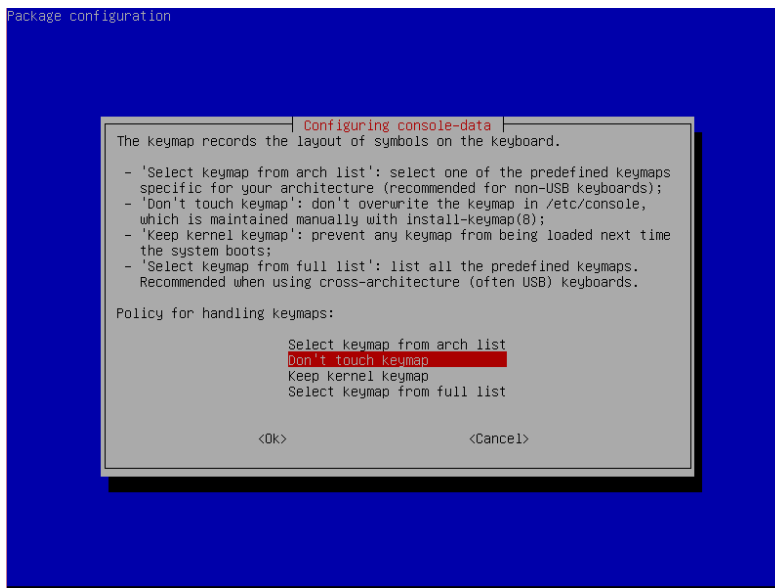 Package configuration
Configuring console-data
The keymap records the layout of symbols on the keyboard.
- 'Select keymap from arch list': select one of the predefined keymaps
specific for your architecture (recommended for non-USB keyboards);
- 'Don't touch keymap': don't overwrite the keymap in /etc/console,
which is maintained manually with install-keymap(8);
- 'Keep kernel keymap': prevent any keymap from being loaded next time
the system boots;
- 'Select keymap from full list': list all the predefined keymaps.
Recommended when using cross-architecture (often USB) keyboards.
Policy for handling keymaps:
Select keymap from arch list
Don't touch keymap
Keep kernel keymap
Select keymap from full list
<Ok> <Cancel>